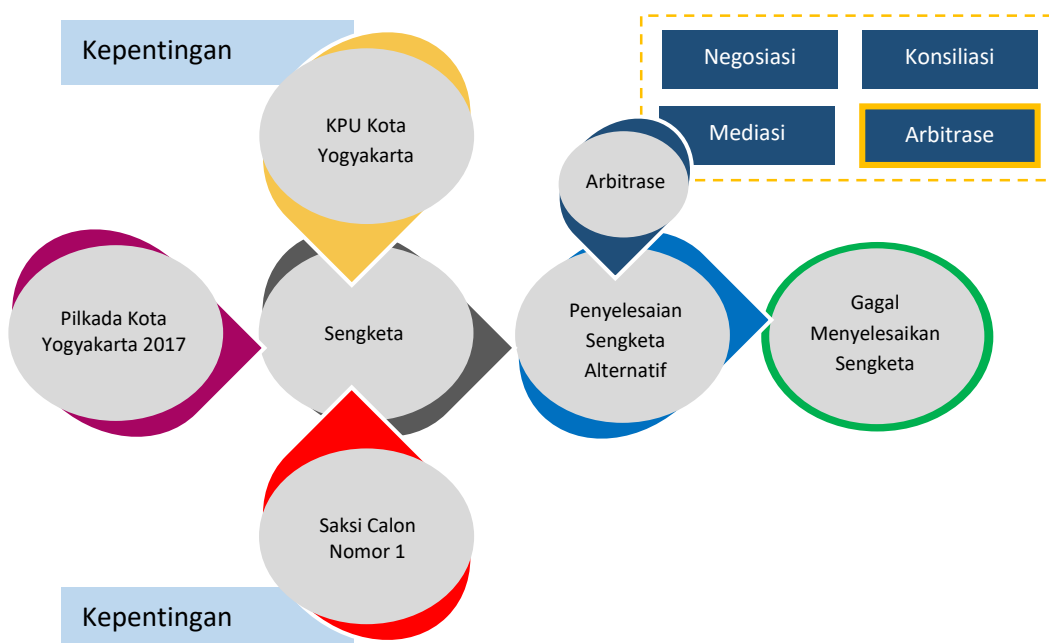 Kepentingan
KPU Kota
Yogyakarta
Negosiasi
Konsiliasi
Mediasi
Arbitrase
Arbitrase
Pilkada Kota
Yogyakarta 2017
Sengketa
Penyelesaian
Sengketa
Alternatif
Gagal
Menyelesaikan
Sengketa
Saksi Calon
Nomor 1
Kepentingan